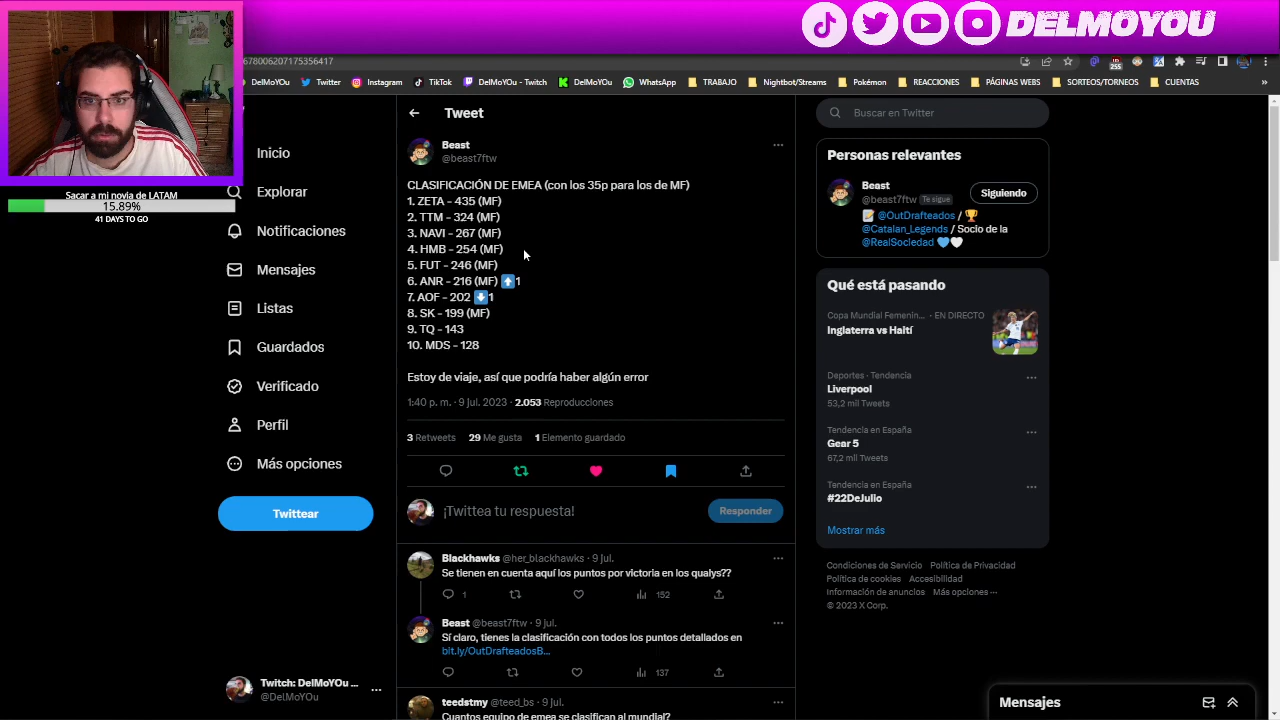 DELMOYOU
678006207175356417
DelMoYOu
Twitter
Instagram
TikTok
DelMoYOu - Twitch
DelMoYOu
WhatsApp
TRABAJO
Nightbot/Streams
Pokémon
REACCIONES
PÁGINAS WEB
SORTEOS/TORNEOS
CUENTAS
Sacar a mi novia de LATAM
15.89%
41 DAYS TO GO
Inicio
Explorar
Notificaciones
Mensajes
Listas
Guardados
Verificado
Perfil
Más opciones
Twittear
Twitch: DelMoYOu ...
@DelMoYOu
Tweet
Beast
@beast7ftw
CLASIFICACIÓN DE EMEA (con los 35p para los de MF)
1. ZETA - 435 (MF)
2. TTM - 324 (MF)
3. NAVI - 267 (MF)
4. HMB - 254 (MF)
5. FUT - 246 (MF)
6. ANR - 216 (MF) ⬆️1
7. AOF - 202 ⬇️1
8. SK - 199 (MF)
9. TQ - 143
10. MDS - 128
Estoy de viaje, así que podría haber algún error
1:40 p. m. · 9 jul. 2023 · 2.053 Reproducciones
3 Retweets 29 Me gusta 1 Elemento guardado
¡Twittea tu respuesta!
Responder
Blackhawks @her_blackhawks · 9 jul.
Se tienen en cuenta aquí los puntos por victoria en los qualys??
1 152
Beast @beast7ftw · 9 jul.
Sí claro, tienes la clasificación con todos los puntos detallados en
bit.ly/OutDrafteadosB...
137
teedstmy @teed_bs · 9 jul.
Cuantos equipo de emea se clasifican al mundial?
Buscar en Twitter
Personas relevantes
Beast
@beast7ftw Te sigue
Siguiendo
@OutDrafteados /
@Catalan_Legends / Socio de la
@RealSociedad
Qué está pasando
Copa Mundial Femenin... · EN DIRECTO
Inglaterra vs Haití
Deportes · Tendencia
Liverpool
53,2 mil Tweets
Tendencia en España
Gear 5
67,2 mil Tweets
Tendencia en España
#22DeJulio
Mostrar más
Condiciones de Servicio Política de Privacidad
Política de cookies Accesibilidad
Información de anuncios Más opciones ···
© 2023 X Corp.
Mensajes